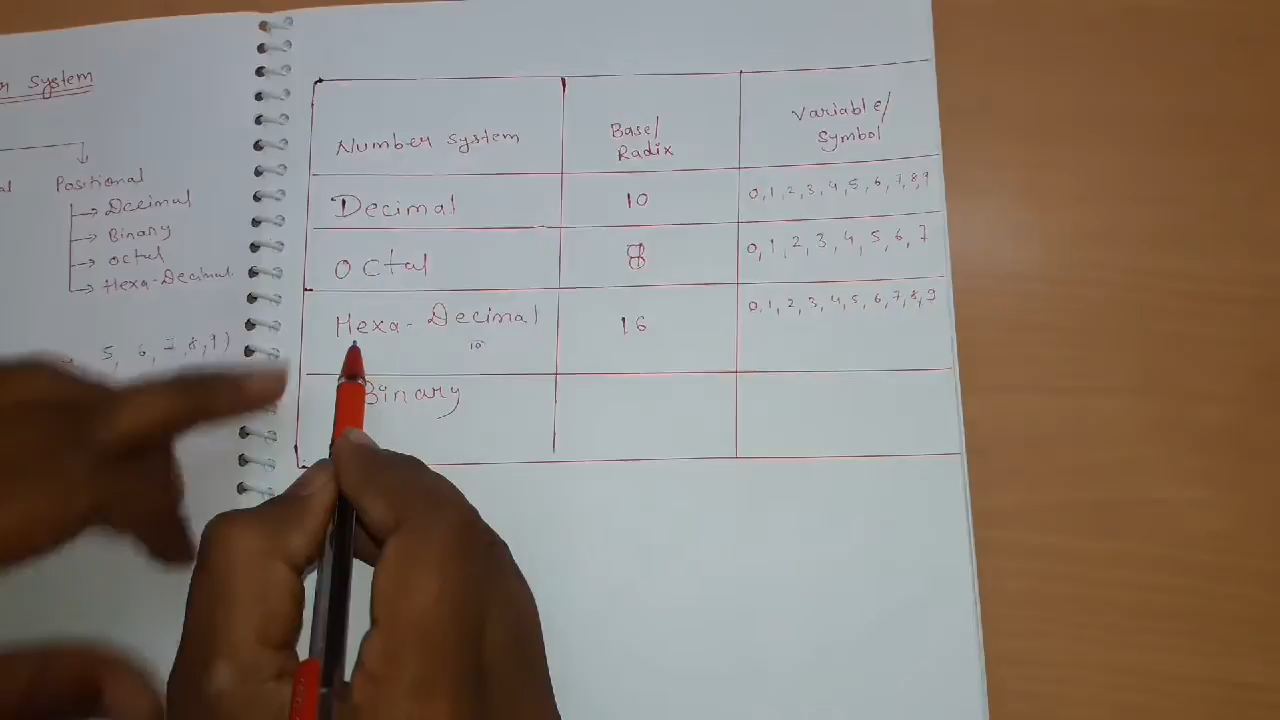 System
Positional
→ Decimal
→ Binary
→ Octal
→ Hexa-Decimal
5, 6, 7, 8, 9)
Number system Base/ Radix Variable/ Symbol
Decimal 10 0, 1, 2, 3, 4, 5, 6, 7, 8, 9
Octal 8 0, 1, 2, 3, 4, 5, 6, 7
Hexa-Decimal 16 0, 1, 2, 3, 4, 5, 6, 7, 8, 9
10
Binary